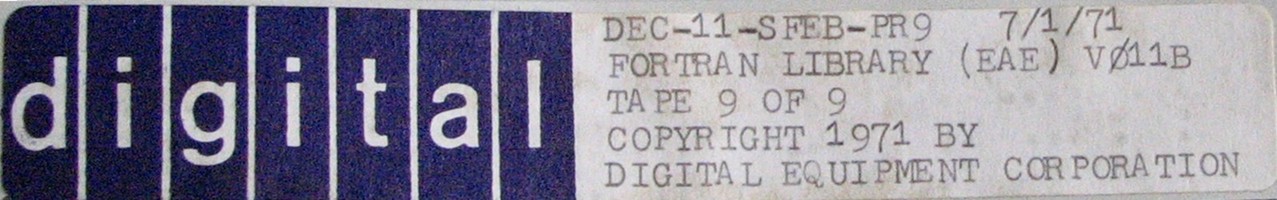 digital
DEC-11-SFEB-PR9 7/1/71
FORTRAN LIBRARY (EAE) VØ11B
TAPE 9 OF 9
COPYRIGHT 1971 BY
DIGITAL EQUIPMENT CORPORATION